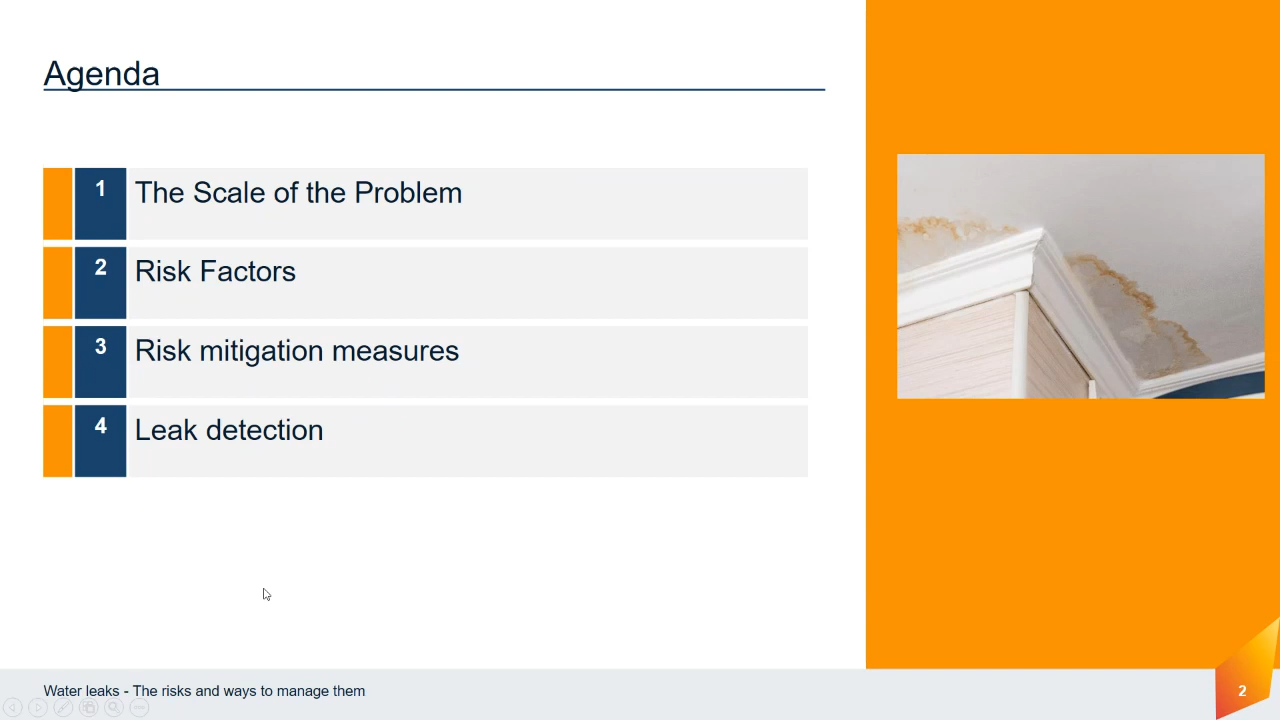 Agenda
1 The Scale of the Problem
2 Risk Factors
3 Risk mitigation measures
4 Leak detection
Water leaks - The risks and ways to manage them
2